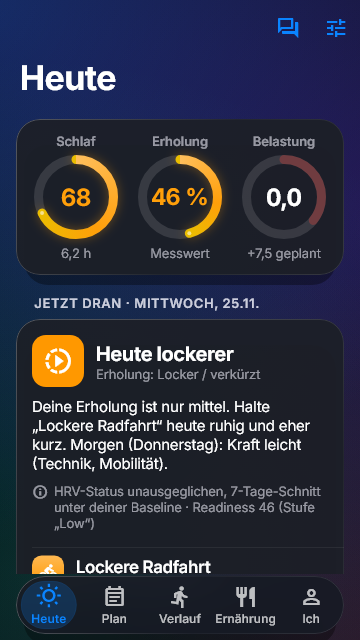 Heute
Schlaf
Erholung
Belastung
68
46 %
0,0
6,2 h
Messwert
+7,5 geplant
JETZT DRAN · MITTWOCH, 25.11.
Heute lockerer
Erholung: Locker / verkürzt
Deine Erholung ist nur mittel. Halte
„Lockere Radfahrt“ heute ruhig und eher
kurz. Morgen (Donnerstag): Kraft leicht
(Technik, Mobilität).
HRV-Status unausgeglichen, 7-Tage-Schnitt
unter deiner Baseline · Readiness 46 (Stufe
„Low“)
Lockere Radfahrt
Heute
Plan
Verlauf
Ernährung
Ich